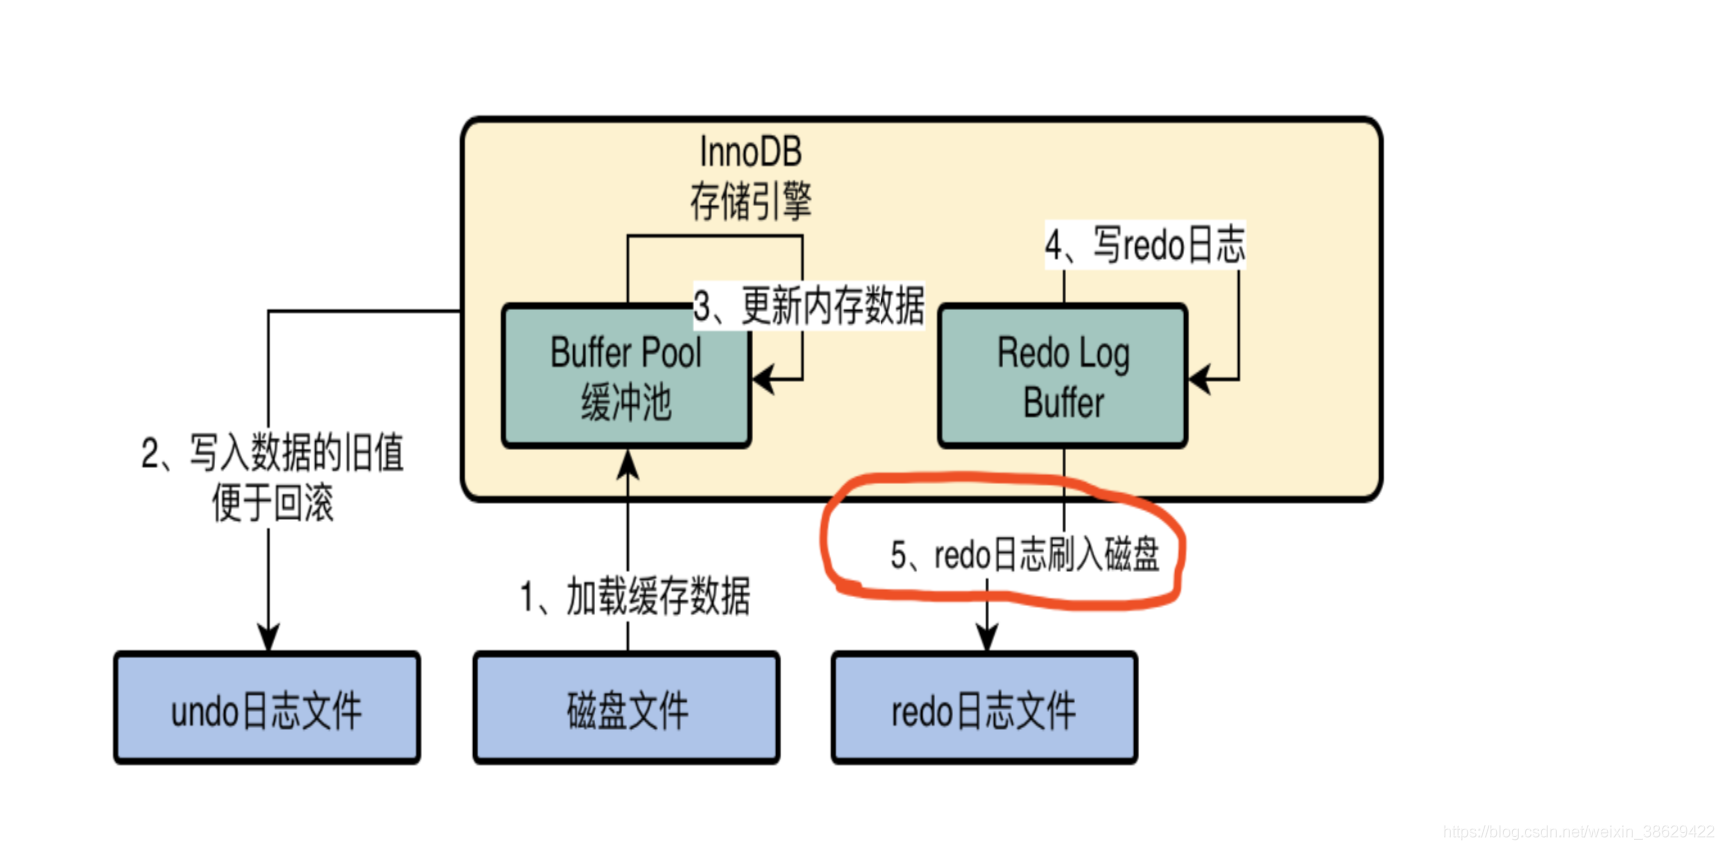 InnoDB
存储引擎
4、写redo日志
3、更新内存数据
Buffer Pool
缓冲池
Redo Log
Buffer
2、写入数据的旧值
便于回滚
5、redo日志刷入磁盘
1、加载缓存数据
undo日志文件
磁盘文件
redo日志文件
https://blog.csdn.net/weixin_38629422